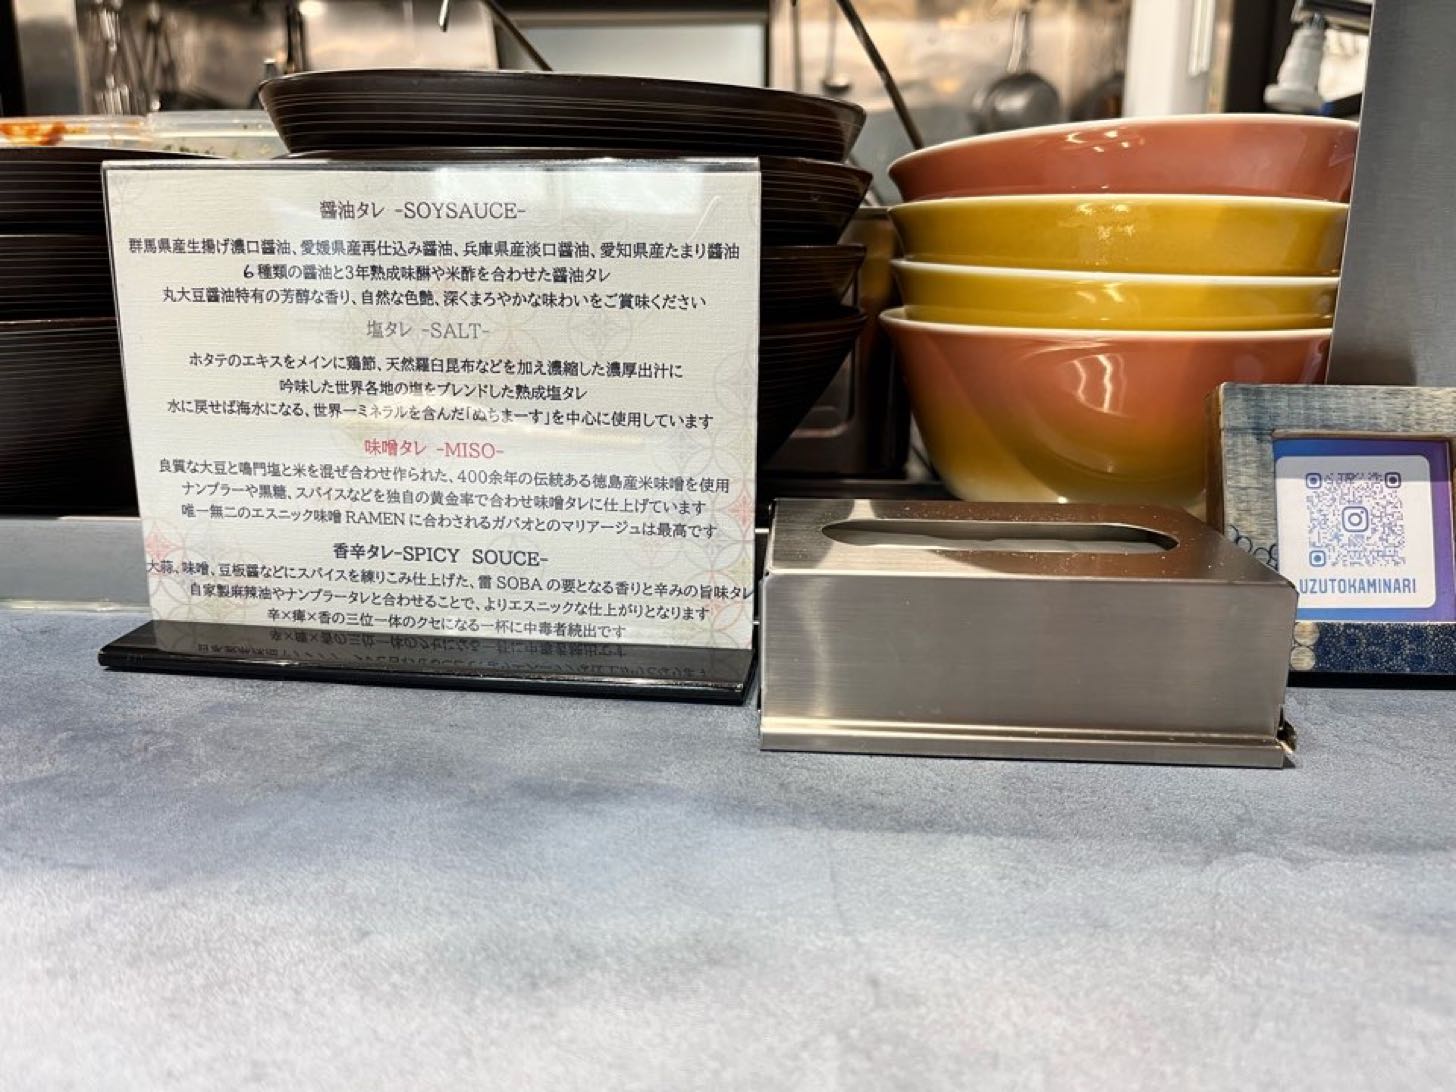 醤油タレ -SOYSAUCE-
群馬県産生揚げ濃口醤油、愛媛県産再仕込み醤油、兵庫県産淡口醤油、愛知県産たまり醬油
6種類の醤油と3年熟成味醂や米酢を合わせた醤油タレ
丸大豆醤油特有の芳醇な香り、自然な色艶、深くまろやかな味わいをご賞味ください
塩タレ -SALT-
ホタテのエキスをメインに鶏節、天然羅臼昆布などを加え濃縮した濃厚出汁に
吟味した世界各地の塩をブレンドした熟成塩タレ
水に戻せば海水になる、世界一ミネラルを含んだ「ぬちまーす」を中心に使用しています
味噌タレ -MISO-
良質な大豆と鳴門塩と米を混ぜ合わせ作られた、400余年の伝統ある徳島産米味噌を使用
ナンプラーや黒糖、スパイスなどを独自の黄金率で合わせ味噌タレに仕上げています
唯一無二のエスニック味噌 RAMEN に合わされるガパオとのマリアージュは最高です
香辛タレ-SPICY SOUCE-
大蒜、味噌、豆板醤などにスパイスを練りこみ仕上げた、雷 SOBA の要となる香りと辛みの旨味タレ
自家製麻辣油やナンプラータレと合わせることで、よりエスニックな仕上がりとなります
辛×痺×香の三位一体のクセになる一杯に中毒者続出です
UZUTOKAMINARI